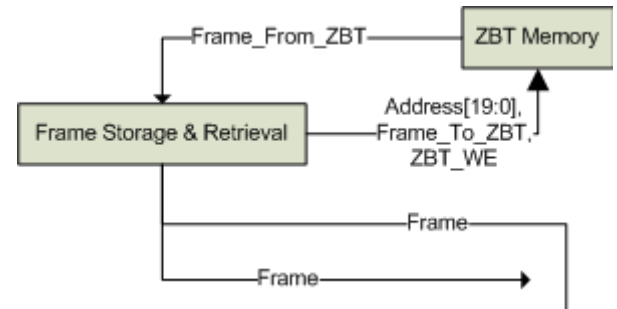 Frame_From_ZBT
ZBT Memory
Frame Storage & Retrieval
Address[19:0],
Frame_To_ZBT,
ZBT_WE
Frame
Frame